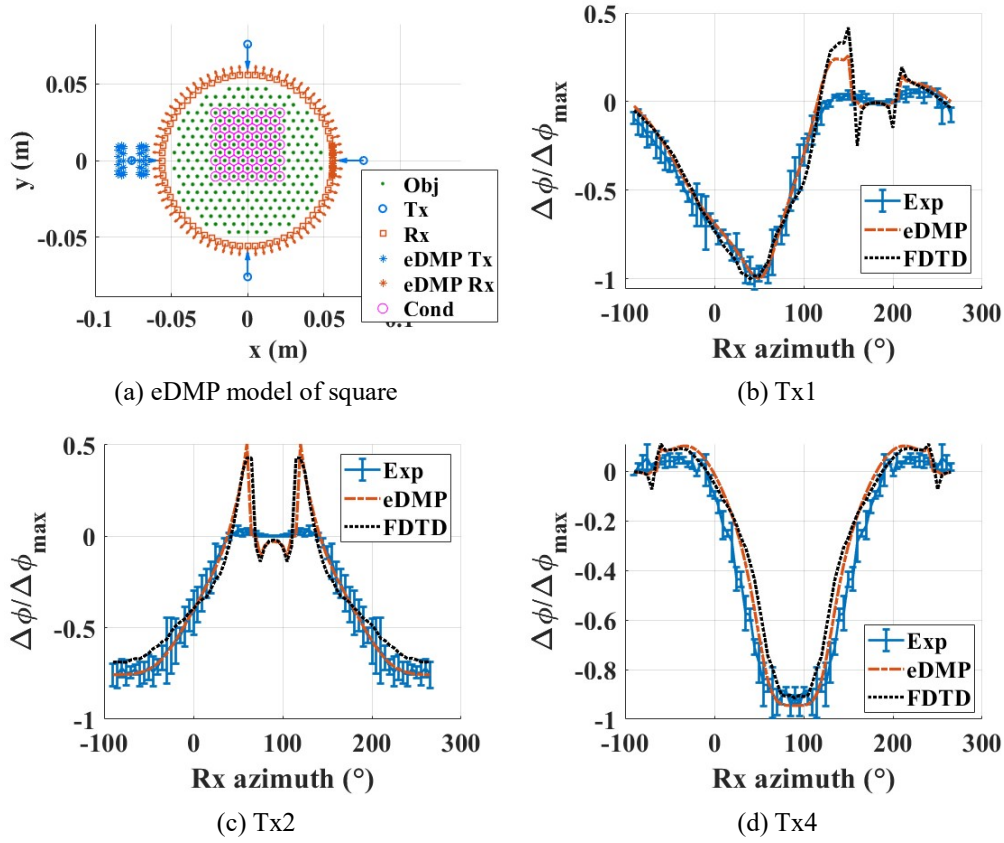 y (m)
0.05
0
-0.05
-0.1
-0.05
0
0.05
0.1
x (m)
Obj
Tx
Rx
eDMP Tx
eDMP Rx
Cond
(a) eDMP model of square
Δϕ/Δϕmax
0.5
0
-0.5
-1
-100
0
100
200
300
Rx azimuth (°)
Exp
eDMP
FDTD
(b) Tx1
Δϕ/Δϕmax
0.5
0
-0.5
-1
-100
0
100
200
300
Rx azimuth (°)
Exp
eDMP
FDTD
(c) Tx2
Δϕ/Δϕmax
0
-0.2
-0.4
-0.6
-0.8
-1
-100
0
100
200
300
Rx azimuth (°)
Exp
eDMP
FDTD
(d) Tx4